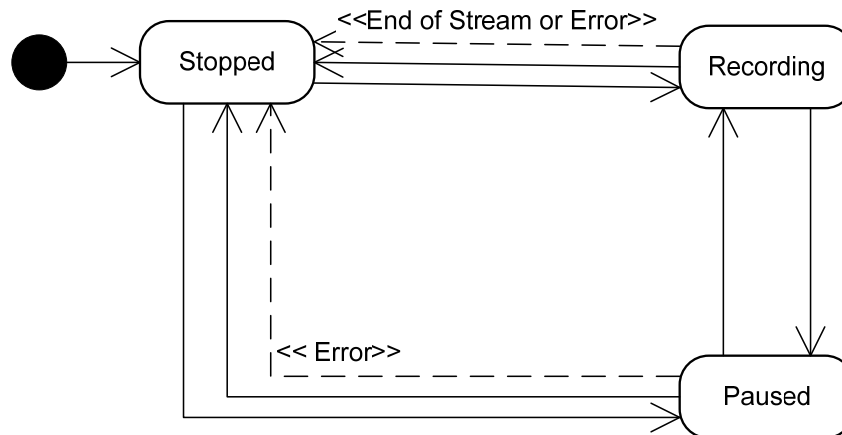 <<End of Stream or Error>>
Stopped
Recording
<< Error>>
Paused